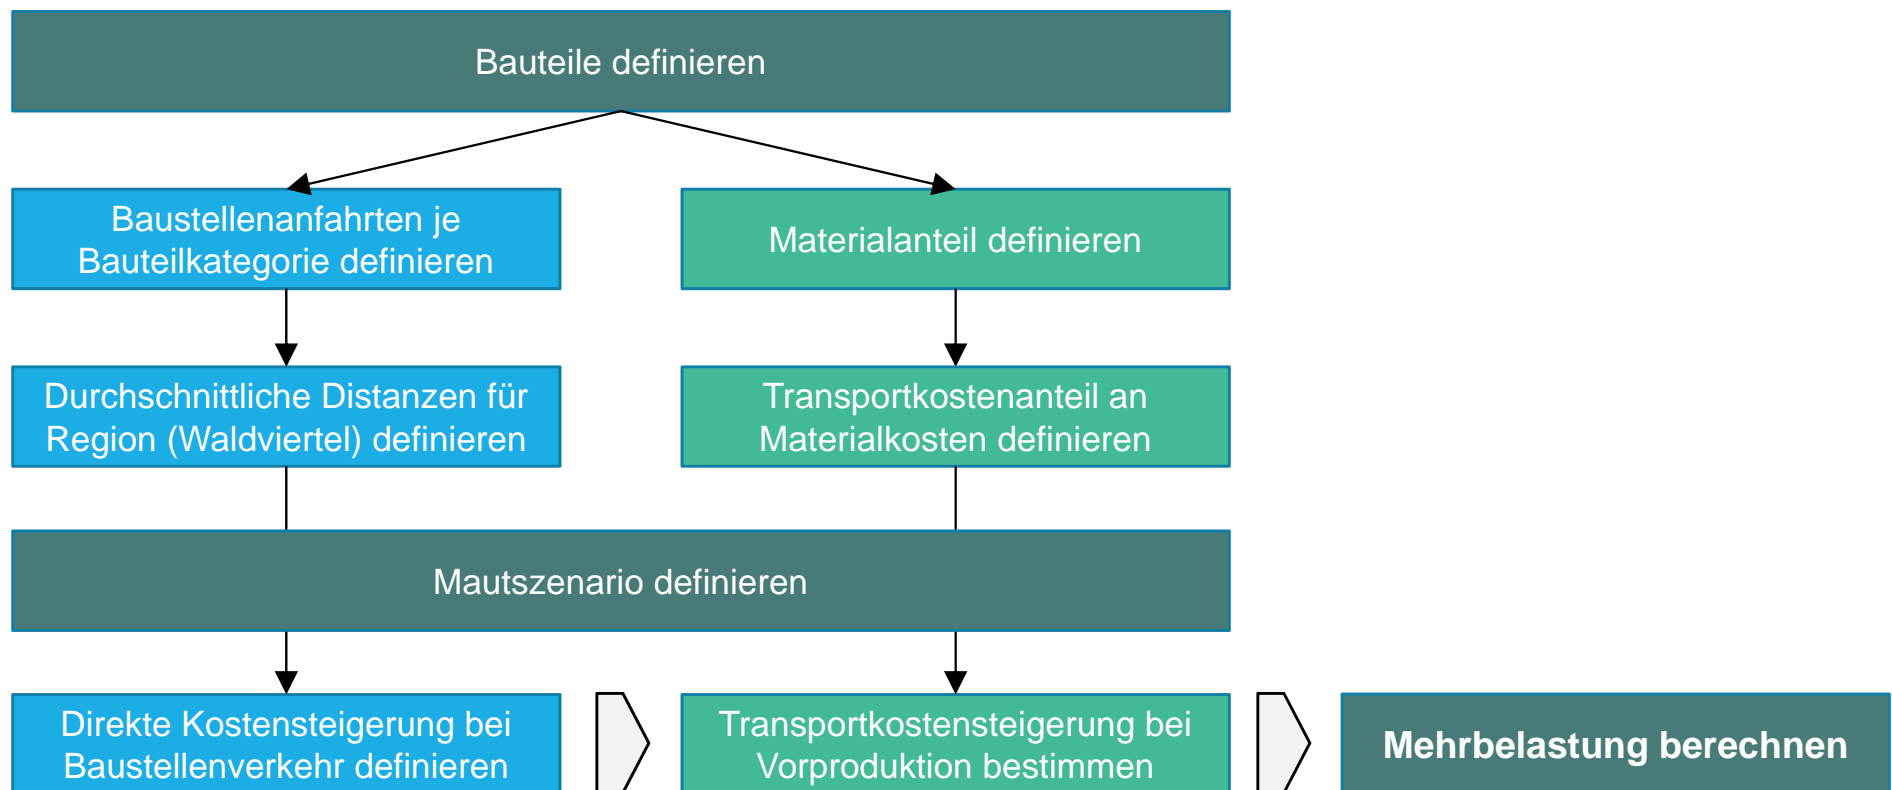 Bauteile definieren
Baustellenanfahrten je
Bauteilkategorie definieren
Materialanteil definieren
Durchschnittliche Distanzen für
Region (Waldviertel) definieren
Transportkostenanteil an
Materialkosten definieren
Mautszenario definieren
Direkte Kostensteigerung bei
Baustellenverkehr definieren
Transportkostensteigerung bei
Vorproduktion bestimmen
Mehrbelastung berechnen